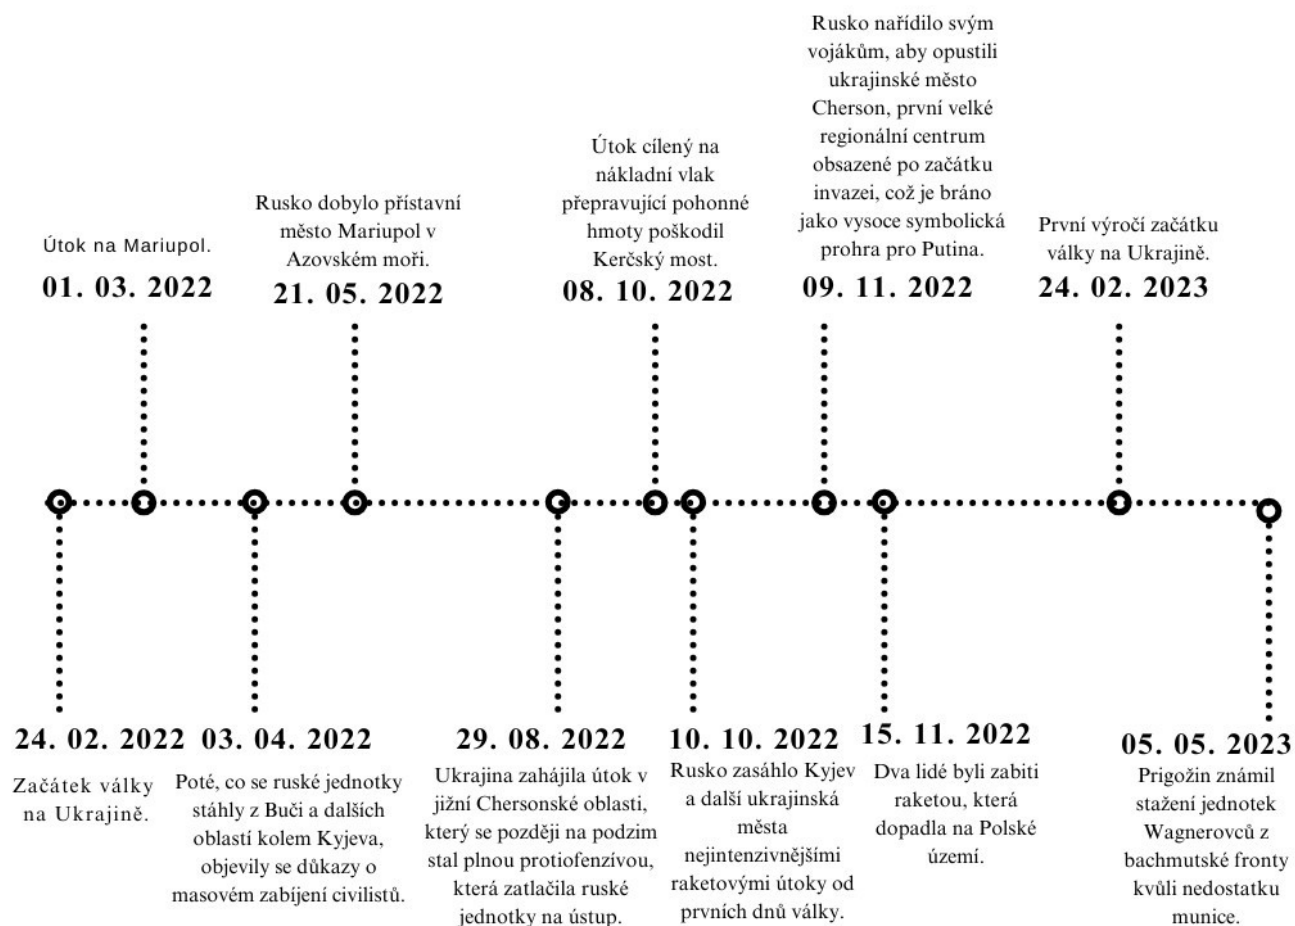 Útok na Mariupol.
01. 03. 2022
Rusko dobylo přístavní
město Mariupol v
Azovském moři.
21. 05. 2022
Útok cílený na
nákladní vlak
přepravující pohonné
hmoty poškodil
Kerčský most.
08. 10. 2022
Rusko nařídilo svým
vojákům, aby opustili
ukrajinské město
Cherson, první velké
regionální centrum
obsazené po začátku
invazei, což je bráno
jako vysoce symbolická
prohra pro Putina.
09. 11. 2022
První výročí začátku
války na Ukrajině.
24. 02. 2023
24. 02. 2022
Začátek války
na Ukrajině.
03. 04. 2022
Poté, co se ruské jednotky
stáhly z Buči a dalších
oblastí kolem Kyjeva,
objevily se důkazy o
masovém zabíjení civilistů.
29. 08. 2022
Ukrajina zahájila útok v
jižní Chersonské oblasti,
který se později na podzim
stal plnou protiofenzívou,
která zatlačila ruské
jednotky na ústup.
10. 10. 2022
Rusko zasáhlo Kyjev
a další ukrajinská
města
nejintenzivnějšími
raketovými útoky od
prvních dnů války.
15. 11. 2022
Dva lidé byli zabiti
raketou, která
dopadla na Polské
území.
05. 05. 2023
Prigožin známil
stažení jednotek
Wagnerovců z
bachmutské fronty
kvůli nedostatku
munice.